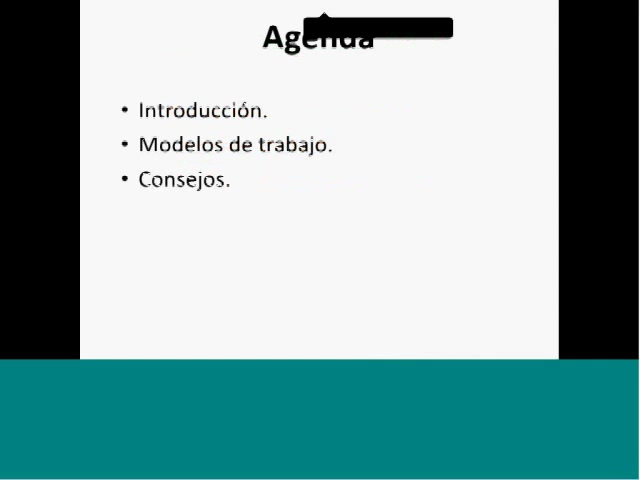 Agenda
• Introducción.
• Modelos de trabajo.
• Consejos.